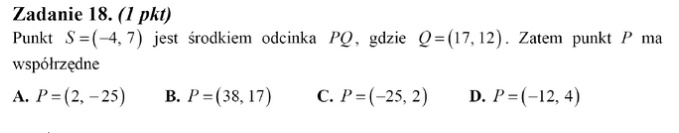 Zadanie 18. (1 pkt)
Punkt S = (−4, 7) jest środkiem odcinka PQ, gdzie Q = (17, 12). Zatem punkt P ma
współrzędne
A. P = (2, −25) B. P = (38, 17) C. P = (−25, 2) D. P = (−12, 4)